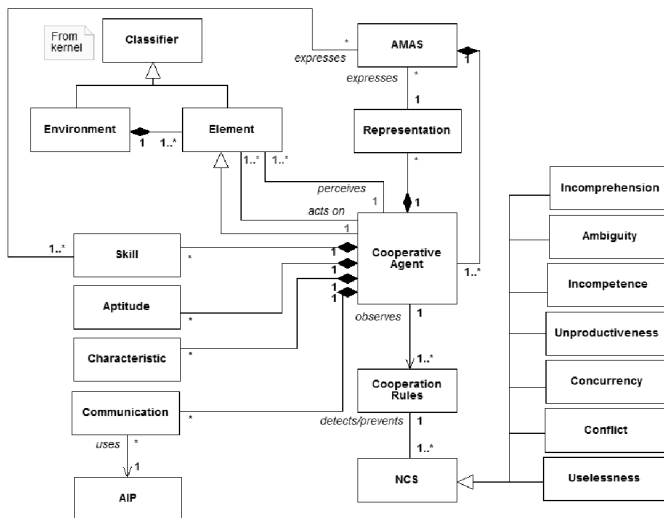 From
kernel
Classifier
*
expresses
AMAS
1
expresses
*
1
Environment
1
1..*
Element
Representation
*
1..*
1..*
perceives
1
1
acts on
1
Incomprehension
Ambiguity
Incompetence
Unproductiveness
Concurrency
Conflict
Uselessness
1..*
Skill
*
1
Cooperative
Agent
1..*
1
1
1
Aptitude
*
observes
1
Characteristic
*
1..*
Cooperation
Rules
Communication
*
detects/prevents
1
uses
*
1
1..*
AIP
NCS